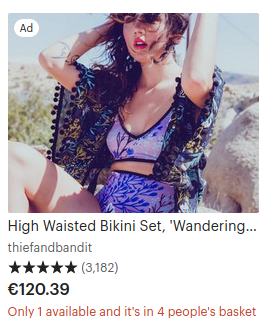 Ad
High Waisted Bikini Set, 'Wandering...
thiefandbandit
★★★★★ (3,182)
€120.39
Only 1 available and it's in 4 people's basket